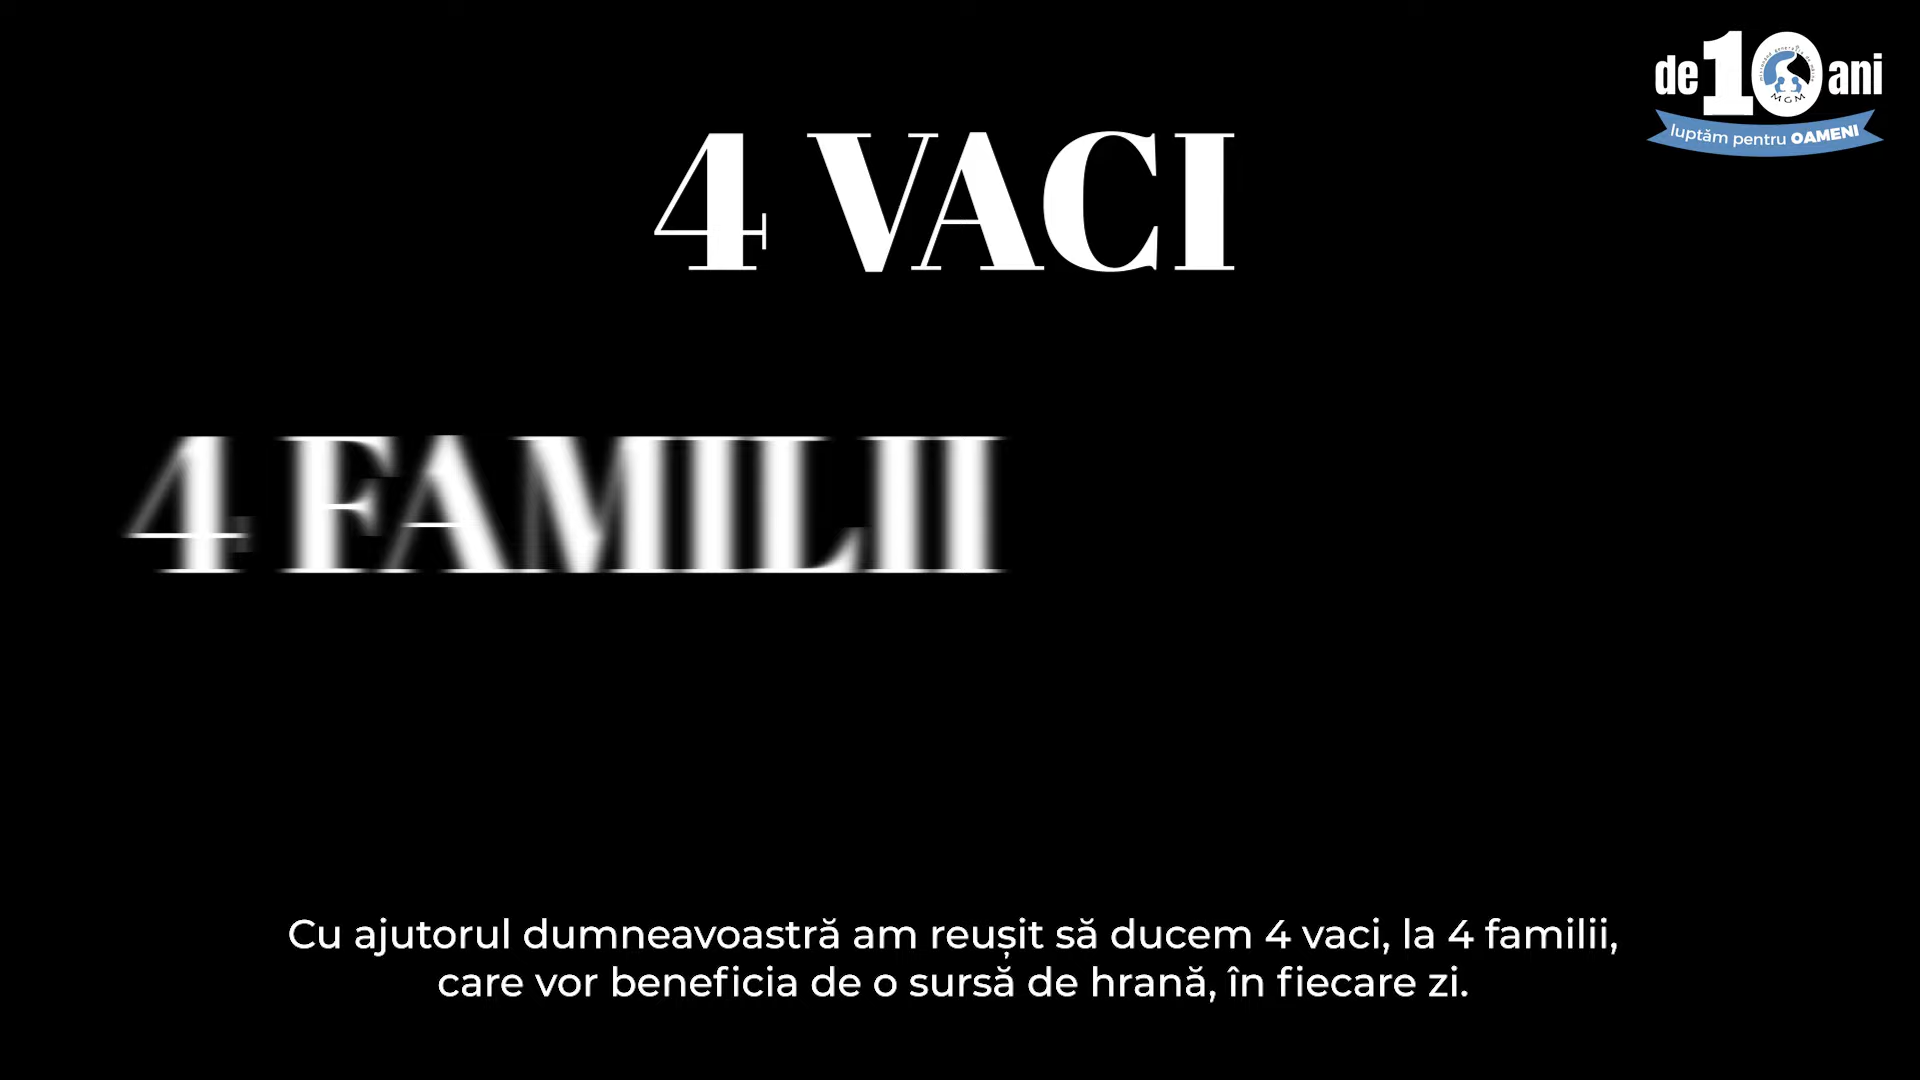 de 10 ani
MGM
luptăm pentru OAMENI
4 VACI
4 FAMILII
Cu ajutorul dumneavoastră am reușit să ducem 4 vaci, la 4 familii,
care vor beneficia de o sursă de hrană, în fiecare zi.